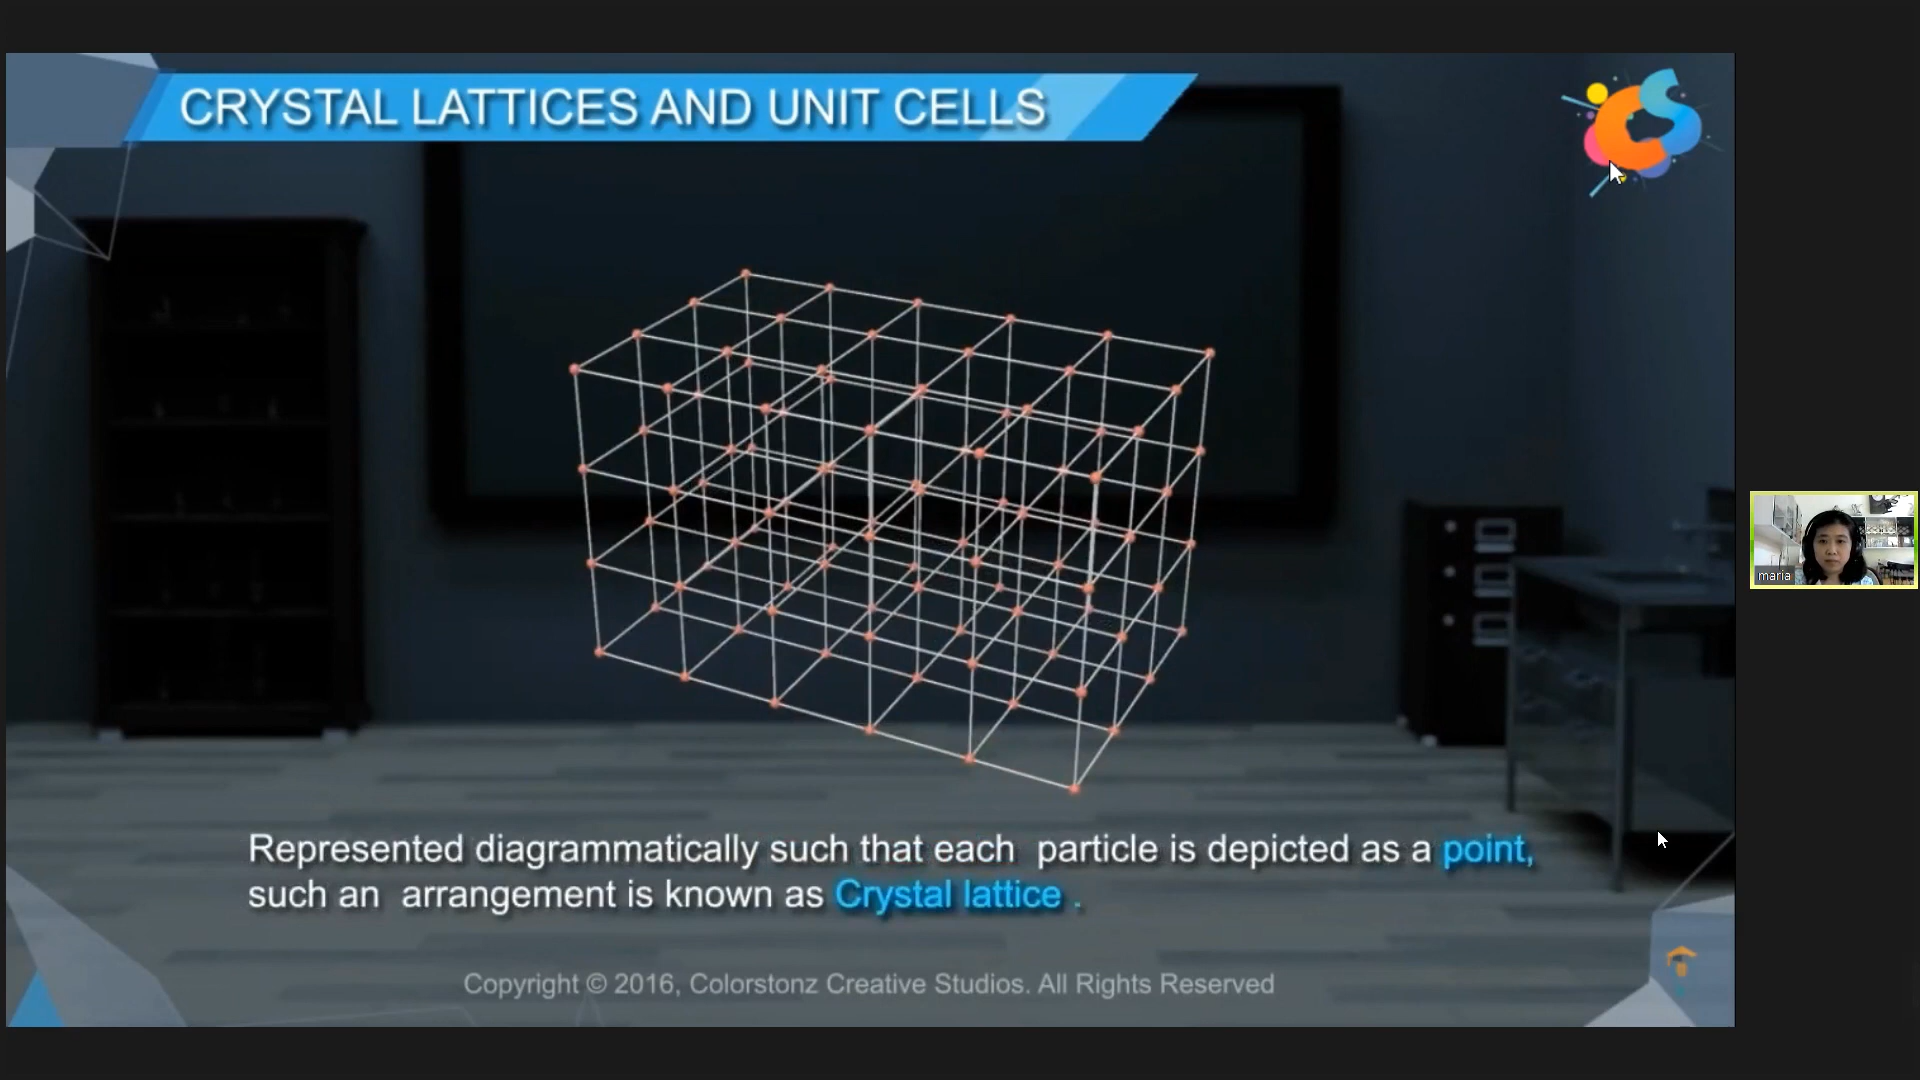 CRYSTAL LATTICES AND UNIT CELLS
Represented diagrammatically such that each particle is depicted as a point,
such an arrangement is known as Crystal lattice .
Copyright © 2016, Colorstonz Creative Studios. All Rights Reserved
maria